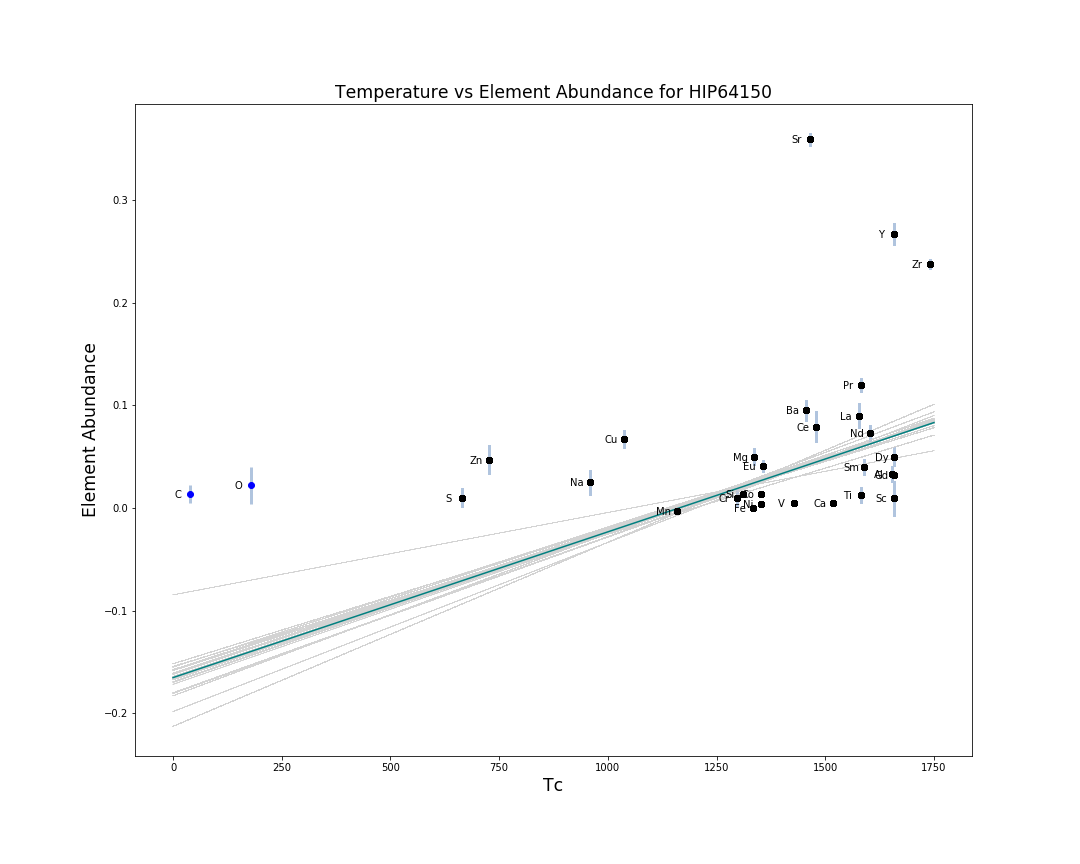 Temperature vs Element Abundance for HIP64150
Sr
0.3
Y
Zr
0.2
Pr
0.1
Ba
La
Ce
Nd
Cu
Mg
Dy
Zn
Eu
Sm
Na
Gd
O
C
S
Cr
Co
Ti
Sc
Ni
V
Ca
Fe
0.0
Mn
−0.1
−0.2
0
250
500
750
1000
1250
1500
1750
Tc
Element Abundance